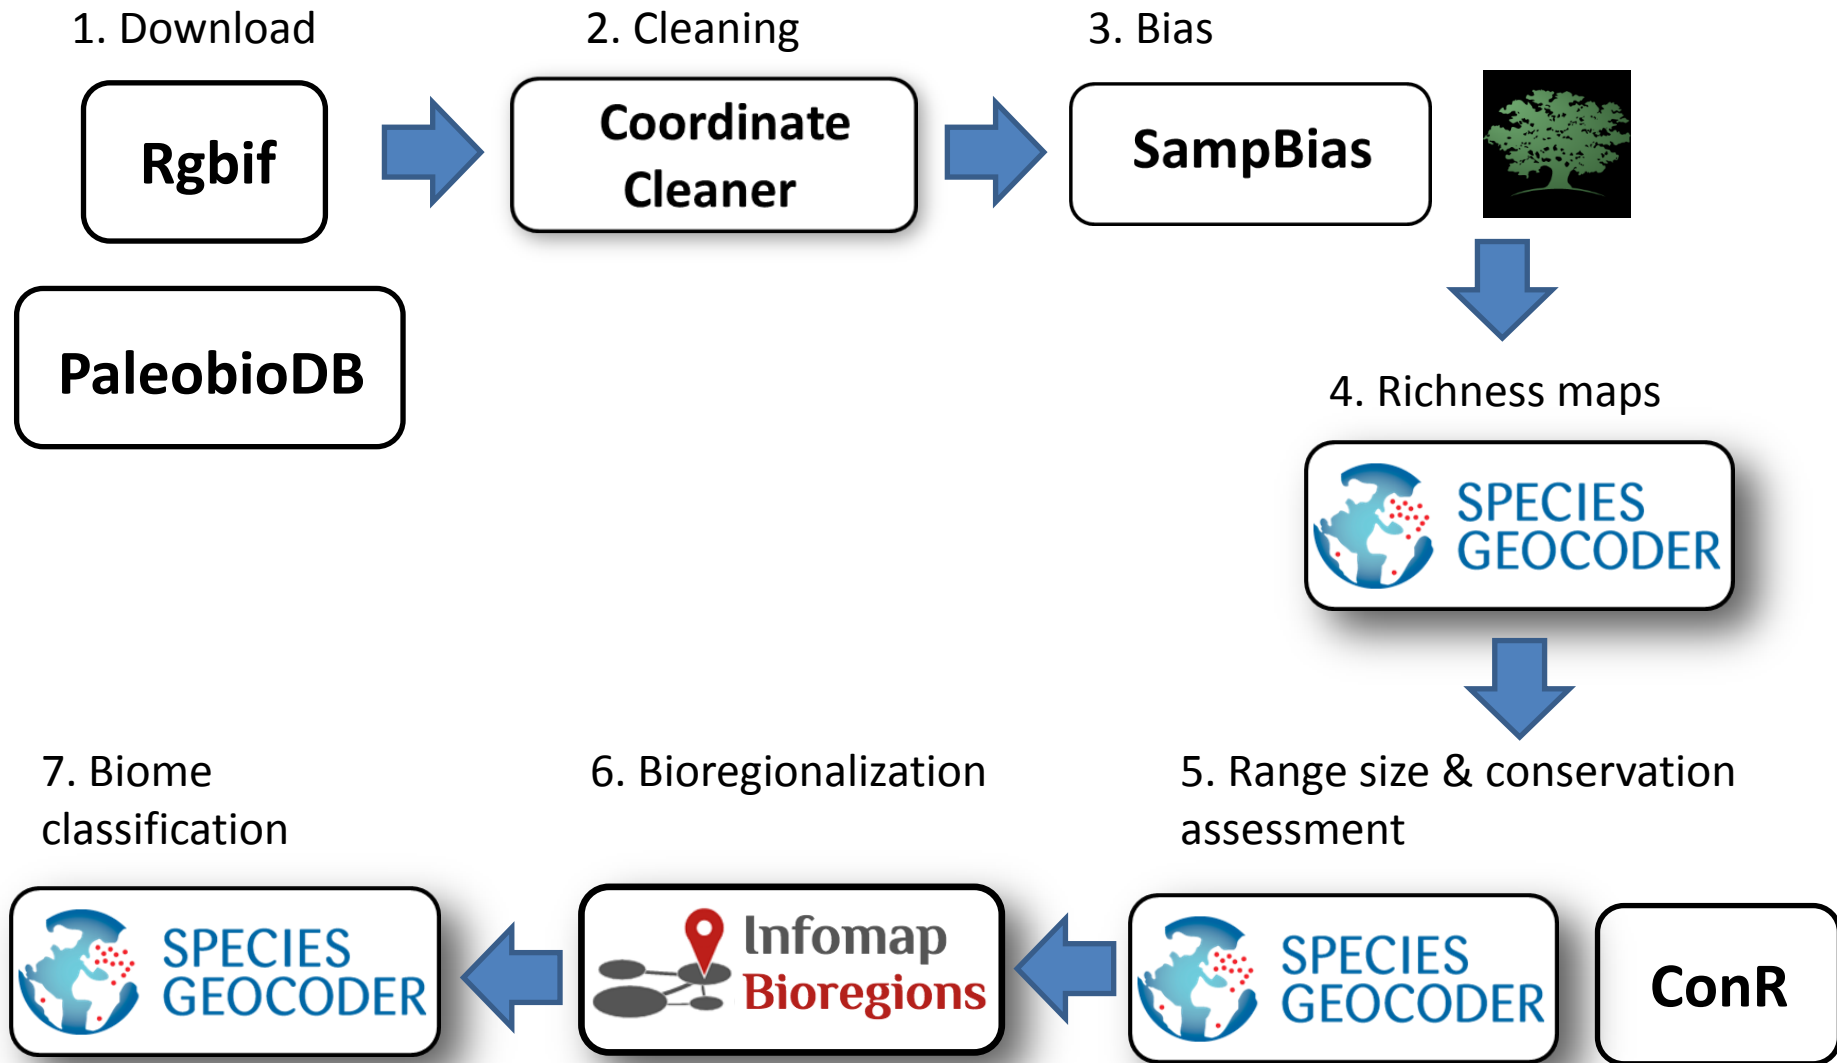 1. Download
Rgbif
PaleobioDB
2. Cleaning
Coordinate
Cleaner
3. Bias
SampBias
4. Richness maps
SPECIES
GEOCODER
5. Range size & conservation
assessment
SPECIES
GEOCODER
ConR
6. Bioregionalization
Infomap
Bioregions
7. Biome
classification
SPECIES
GEOCODER